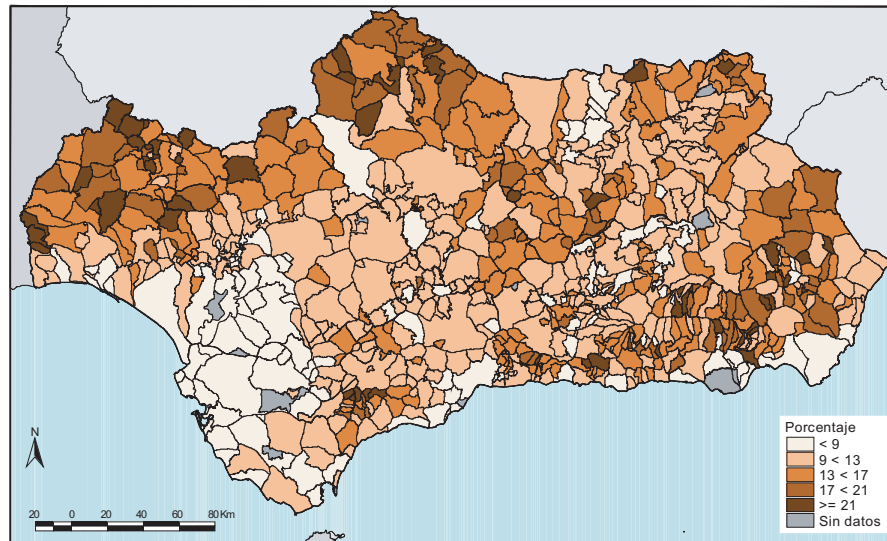 N
20 0 20 40 60 80 Km
Porcentaje
< 9
9 < 13
13 < 17
17 < 21
>= 21
Sin datos